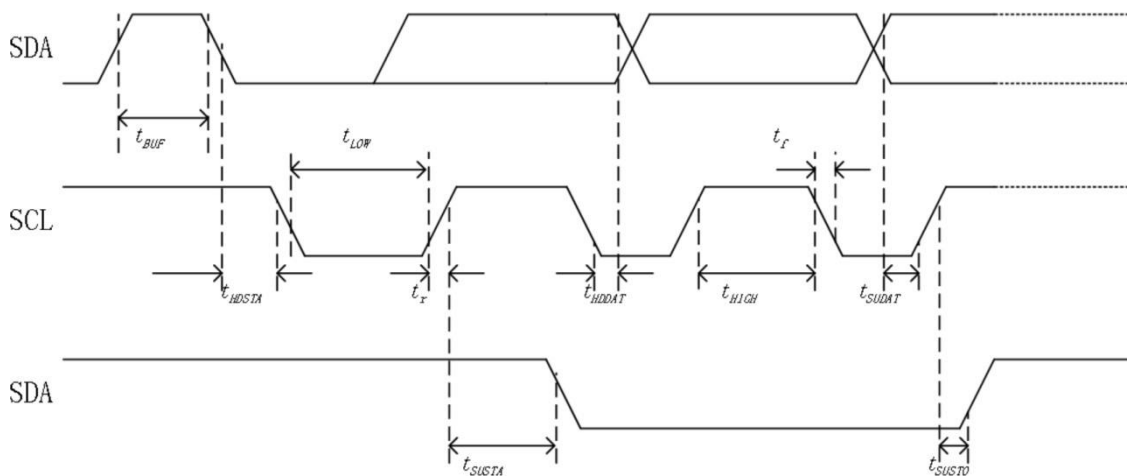 SDA
t_BUF
t_LOW
t_f
SCL
t_HDSTA
t_r
t_HDDAT
t_HIGH
t_SUDAT
SDA
t_SUSTA
t_SUSTO